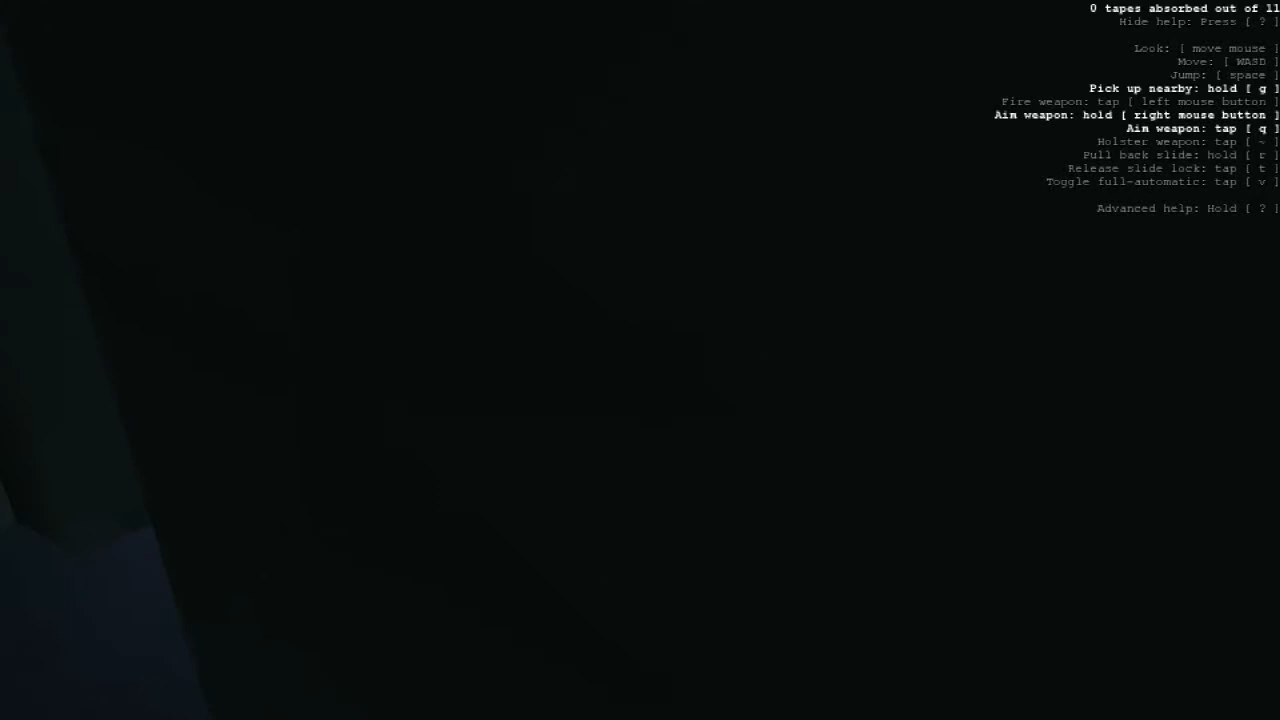 0 tapes absorbed out of 11
Hide help: Press [ ? ]
Look: [ move mouse ]
Move: [ WASD ]
Jump: [ space ]
Pick up nearby: hold [ g ]
Fire weapon: tap [ left mouse button ]
Aim weapon: hold [ right mouse button ]
Aim weapon: tap [ q ]
Holster weapon: tap [ ~ ]
Pull back slide: hold [ r ]
Release slide lock: tap [ t ]
Toggle full-automatic: tap [ v ]
Advanced help: Hold [ ? ]